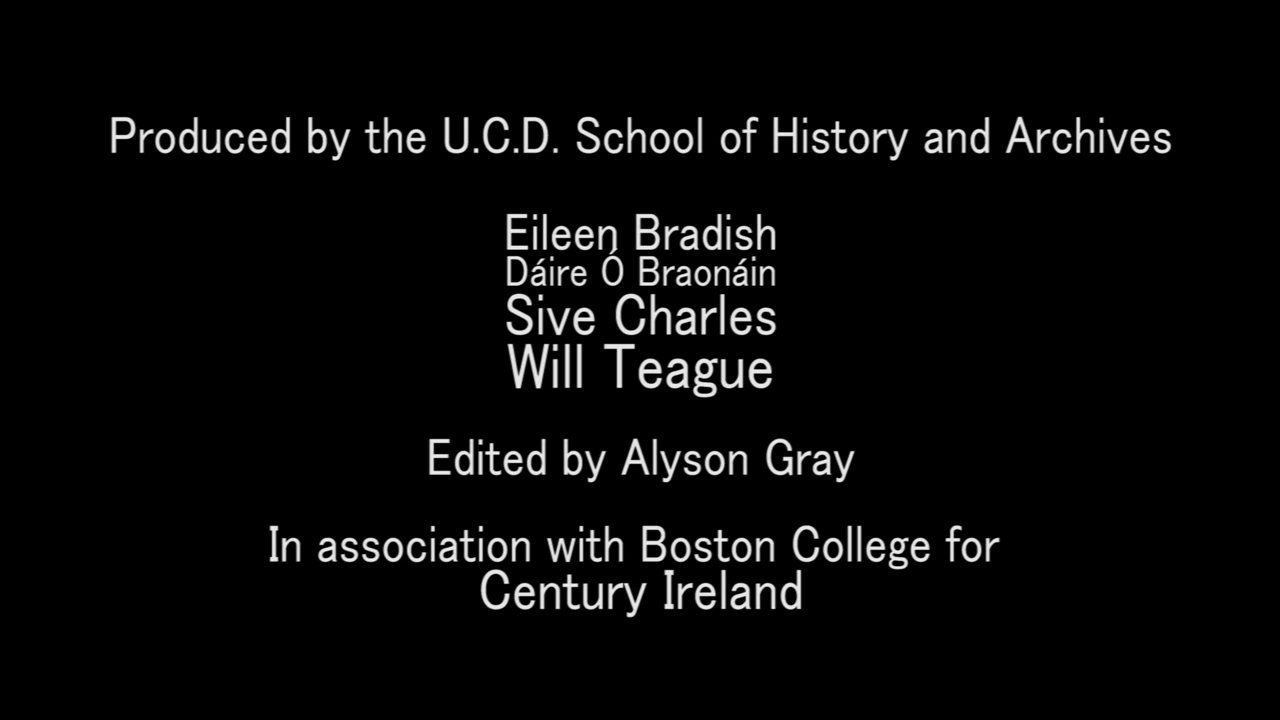 Produced by the U.C.D. School of History and Archives
Eileen Bradish
Dáire Ó Braonáin
Sive Charles
Will Teague
Edited by Alyson Gray
In association with Boston College for
Century Ireland